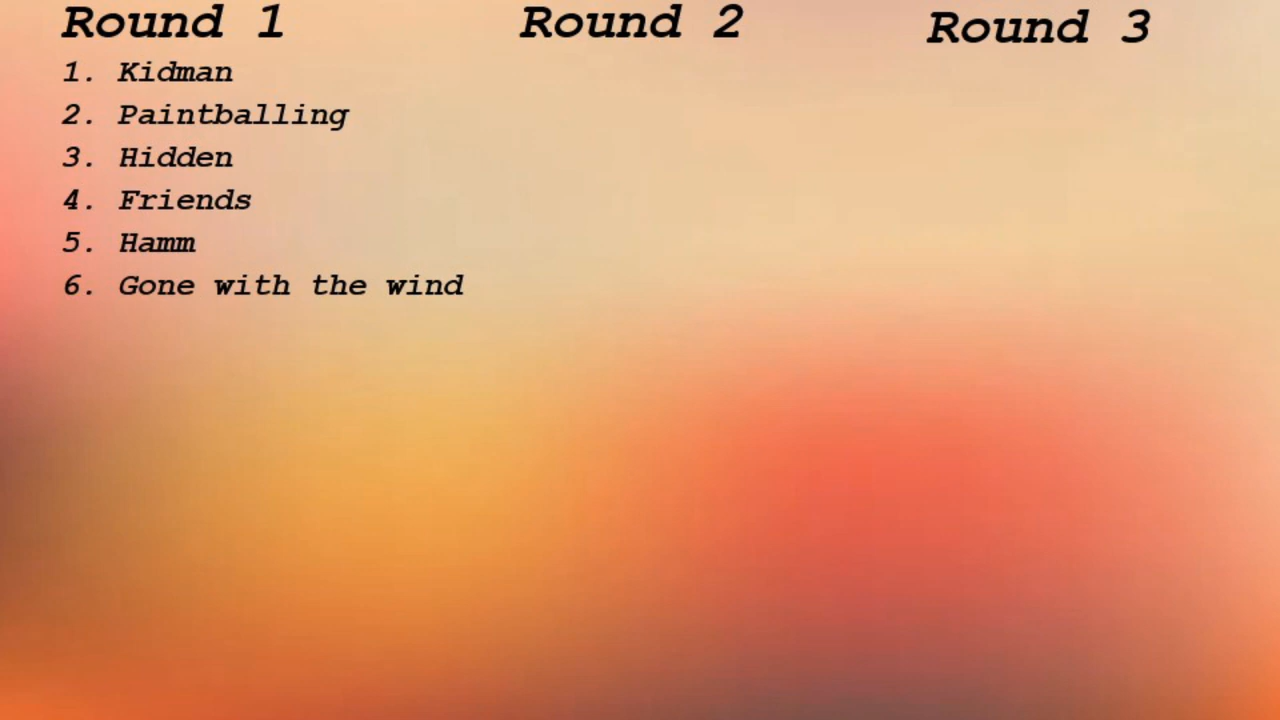 Round 1 Round 2 Round 3
1. Kidman
2. Paintballing
3. Hidden
4. Friends
5. Hamm
6. Gone with the wind